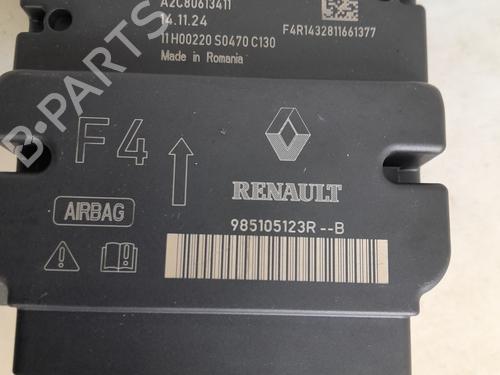 A2C80613411
14.11.24
11H00220 S0470 C130
Made in Romania
F4R1432811661377
F4
RENAULT
AIRBAG
985105123R--B
B-PARTS